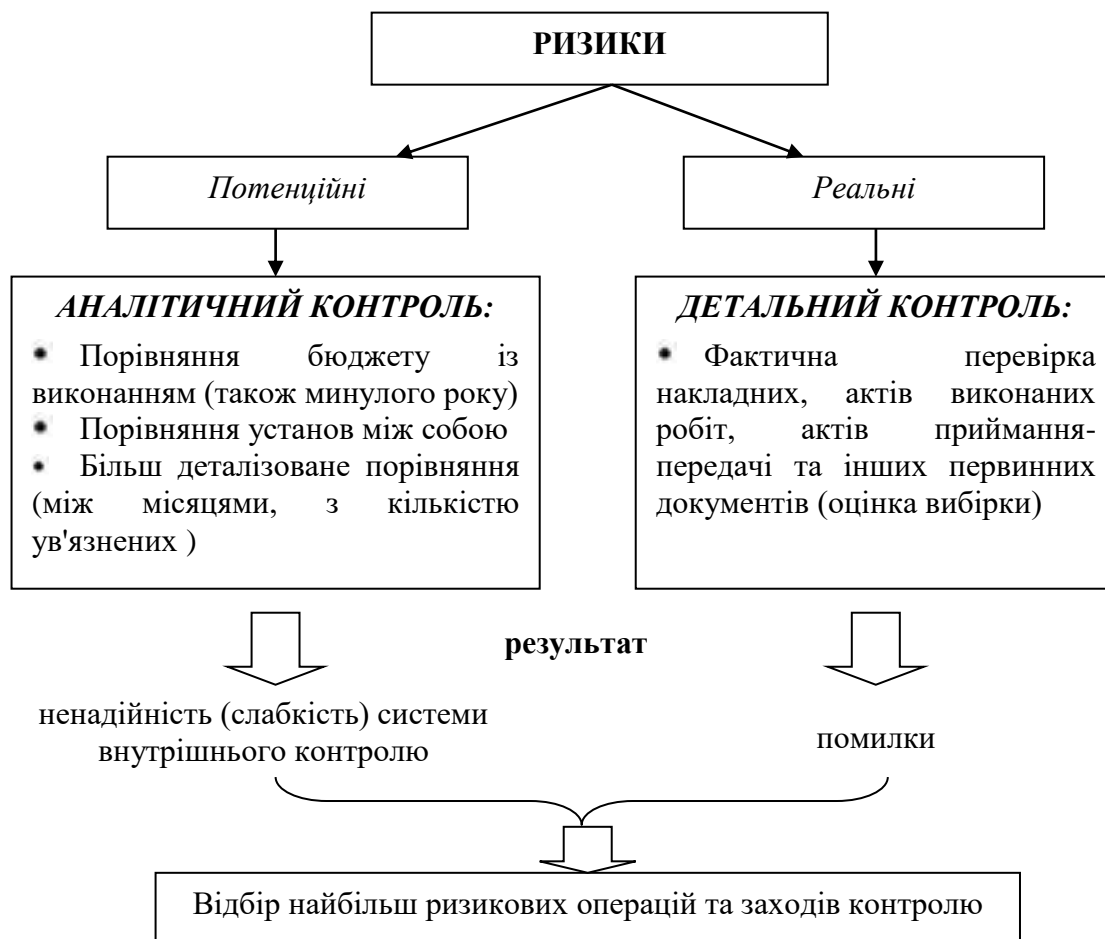 РИЗИКИ
Потенційні
Реальні
АНАЛІТИЧНИЙ КОНТРОЛЬ:
• Порівняння бюджету із
виконанням (також минулого року)
• Порівняння установ між собою
• Більш деталізоване порівняння
(між місяцями, з кількістю
ув'язнених )
ДЕТАЛЬНИЙ КОНТРОЛЬ:
• Фактична перевірка
накладних, актів виконаних
робіт, актів приймання-
передачі та інших первинних
документів (оцінка вибірки)
результат
ненадійність (слабкість) системи
внутрішнього контролю
помилки
Відбір найбільш ризикових операцій та заходів контролю